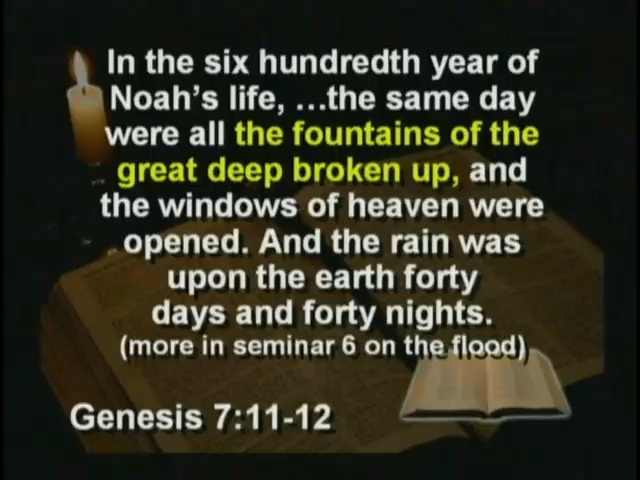 In the six hundredth year of
Noah's life, …the same day
were all the fountains of the
great deep broken up, and
the windows of heaven were
opened. And the rain was
upon the earth forty
days and forty nights.
(more in seminar 6 on the flood)
Genesis 7:11-12